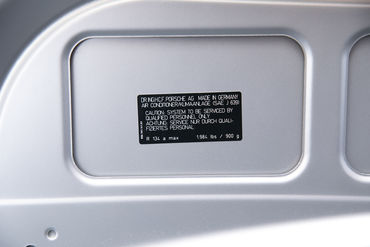 DR.ING.H.C.F. PORSCHE AG MADE IN GERMANY
AIR CONDITIONER/KLIMAANLAGE (SAE J 639)
CAUTION SYSTEM TO BE SERVICED BY
QUALIFIED PERSONNEL ONLY
ACHTUNG SERVICE NUR DURCH QUALI-
FIZIERTES PERSONAL
R 134 a max 1.984 lbs / 900 g